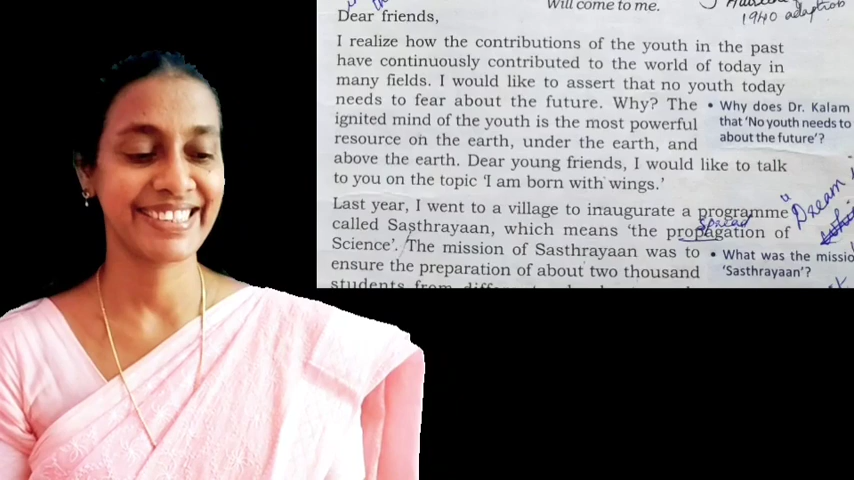 Will come to me.
1940 adaption
Dear friends,
I realize how the contributions of the youth in the past
have continuously contributed to the world of today in
many fields. I would like to assert that no youth today
needs to fear about the future. Why? The
ignited mind of the youth is the most powerful
resource on the earth, under the earth, and
above the earth. Dear young friends, I would like to talk
to you on the topic 'I am born with wings.'
• Why does Dr. Kalam
that 'No youth needs to
about the future'?
Last year, I went to a village to inaugurate a programme
Dream
spread
called Sasthrayaan, which means 'the propagation of
Science'. The mission of Sasthrayaan was to
ensure the preparation of about two thousand
students from
• What was the missio
'Sasthrayaan'?